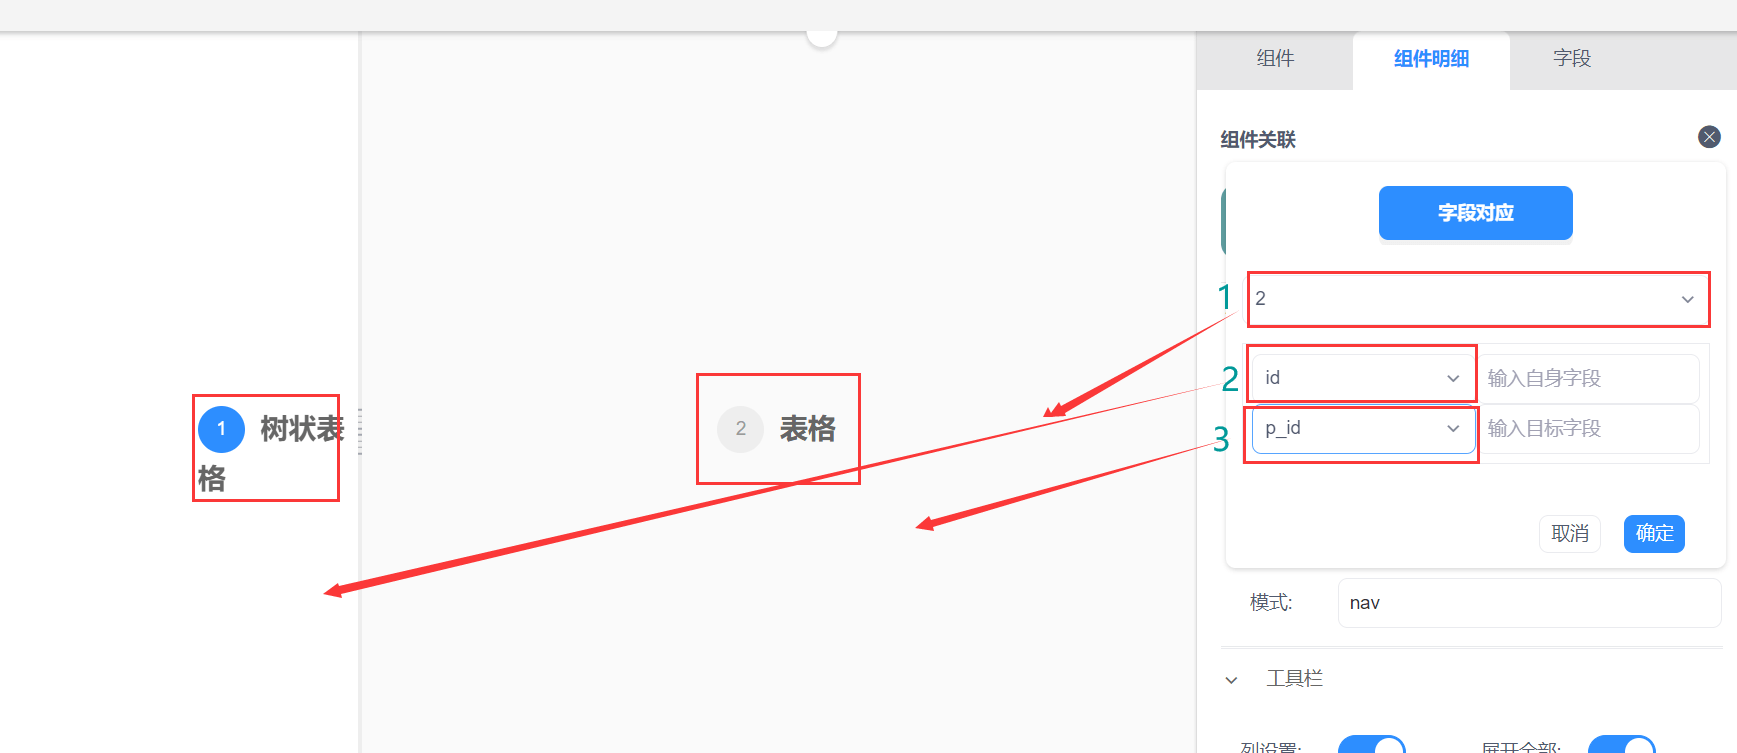 组件
组件明细
字段
组件关联
字段对应
1
2
2
id
输入自身字段
3
p_id
输入目标字段
1 树状表
格
2 表格
取消
确定
模式:
nav
工具栏
列设置:
展开全部: